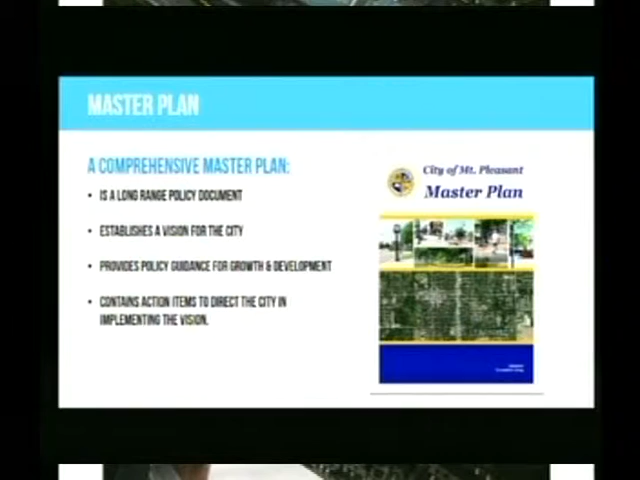 MASTER PLAN
A COMPREHENSIVE MASTER PLAN:
• IS A LONG RANGE POLICY DOCUMENT
• ESTABLISHES A VISION FOR THE CITY
• PROVIDES POLICY GUIDANCE FOR GROWTH & DEVELOPMENT
• CONTAINS ACTION ITEMS TO DIRECT THE CITY IN
IMPLEMENTING THE VISION.
City of Mt. Pleasant
Master Plan